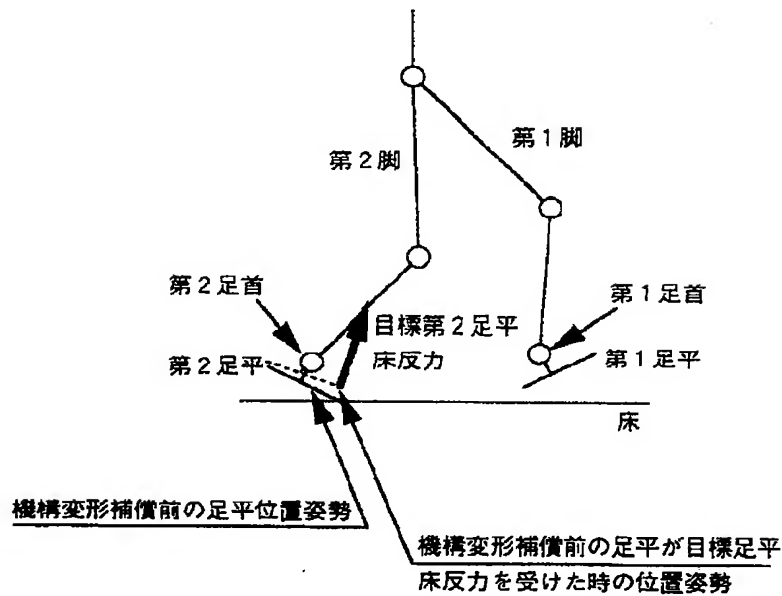 第1脚
第2脚
第2足首
第1足首
目標第2足平
床反力
第2足平
第1足平
床
機構変形補償前の足平位置姿勢
機構変形補償前の足平が目標足平
床反力を受けた時の位置姿勢